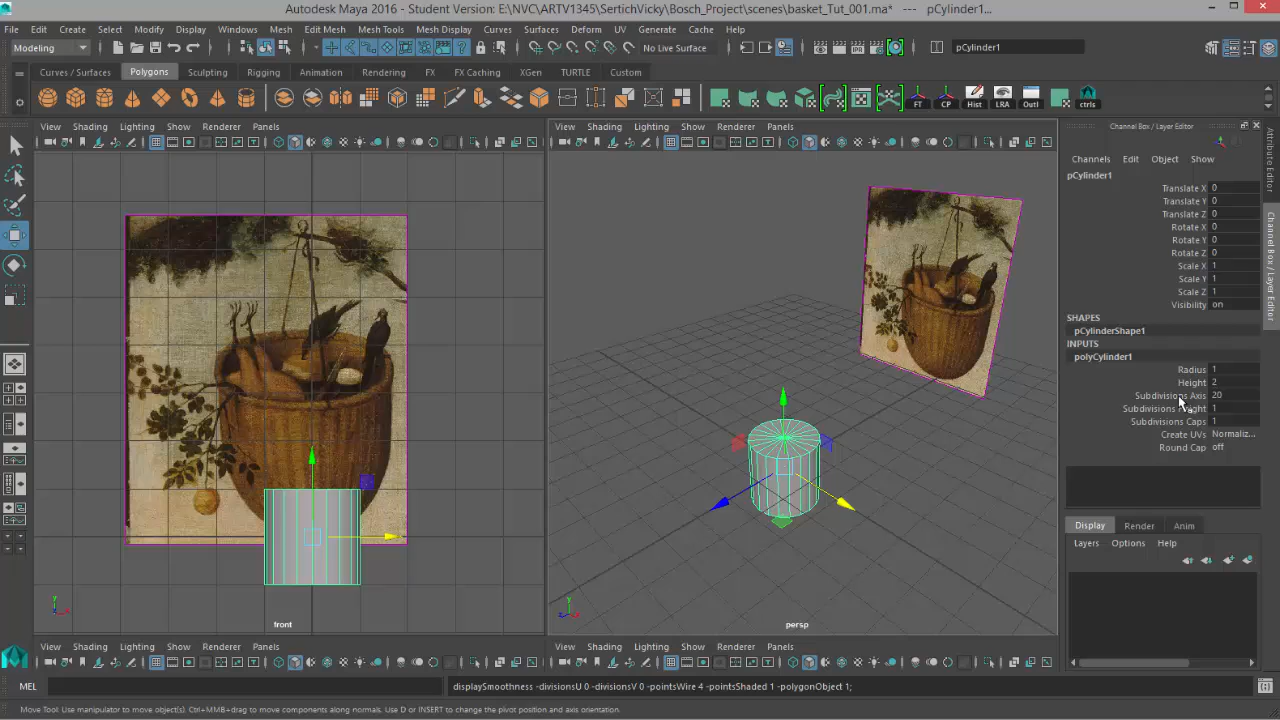 Autodesk Maya 2016 - Student Version: E:\NVC\ARTV1345\SertichVicky\Bosch_Project\scenes\basket_Tut_001.ma* --- pCylinder1...
File Edit Create Select Modify Display Windows Mesh Edit Mesh Mesh Tools Mesh Display Curves Surfaces Deform UV Generate Cache Help
Modeling No Live Surface pCylinder1
Curves / Surfaces Polygons Sculpting Rigging Animation Rendering FX FX Caching XGen TURTLE Custom
FT CP Hist LRA Outl ctrls
View Shading Lighting Show Renderer Panels
View Shading Lighting Show Renderer Panels
Channel Box / Layer Editor
Channels Edit Object Show
pCylinder1
Translate X 0
Translate Y 0
Translate Z 0
Rotate X 0
Rotate Y 0
Rotate Z 0
Scale X 1
Scale Y 1
Scale Z 1
Visibility on
SHAPES
pCylinderShape1
INPUTS
polyCylinder1
Radius 1
Height 2
Subdivisions Axis 20
Subdivisions 1
Subdivisions Caps 1
Create UVs Normaliz...
Round Cap off
Attribute Editor
Channel Box / Layer Editor
Display Render Anim
Layers Options Help
front
persp
View Shading Lighting Show Renderer Panels
View Shading Lighting Show Renderer Panels
MEL displaySmoothness -divisionsU 0 -divisionsV 0 -pointsWire 4 -pointsShaded 1 -polygonObject 1;
Move Tool: Use manipulator to move object(s). Ctrl+MMB+drag to move components along normals. Use D or INSERT to change the pivot position and axis orientation.